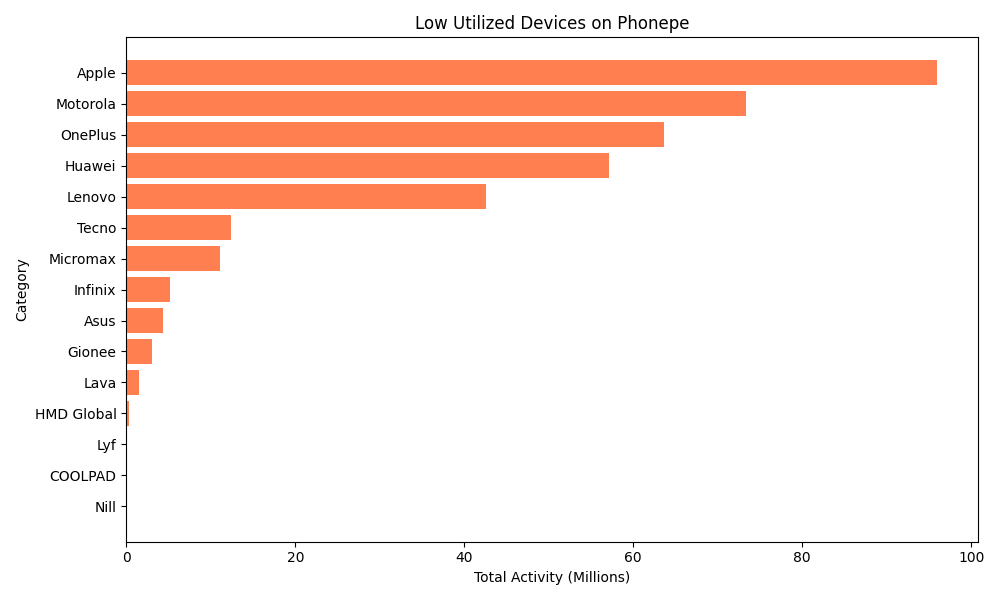 Low Utilized Devices on Phonepe
Category
Apple
Motorola
OnePlus
Huawei
Lenovo
Tecno
Micromax
Infinix
Asus
Gionee
Lava
HMD Global
Lyf
COOLPAD
Nill
0 20 40 60 80 100
Total Activity (Millions)